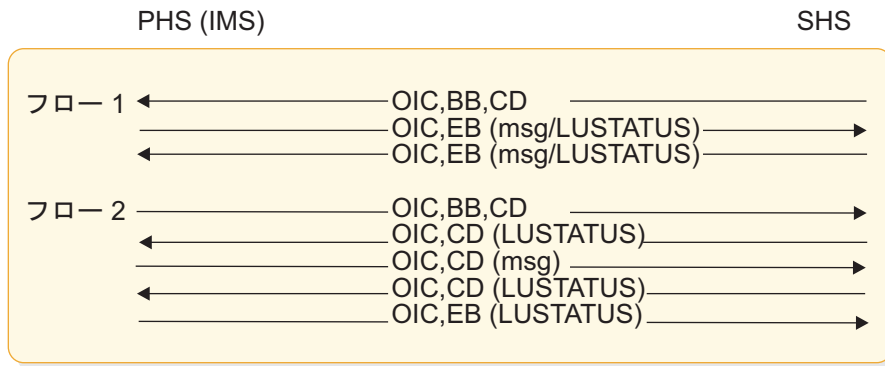 PHS (IMS) SHS
フロー 1 OIC,BB,CD
OIC,EB (msg/LUSTATUS)
OIC,EB (msg/LUSTATUS)
フロー 2 OIC,BB,CD
OIC,CD (LUSTATUS)
OIC,CD (msg)
OIC,CD (LUSTATUS)
OIC,EB (LUSTATUS)